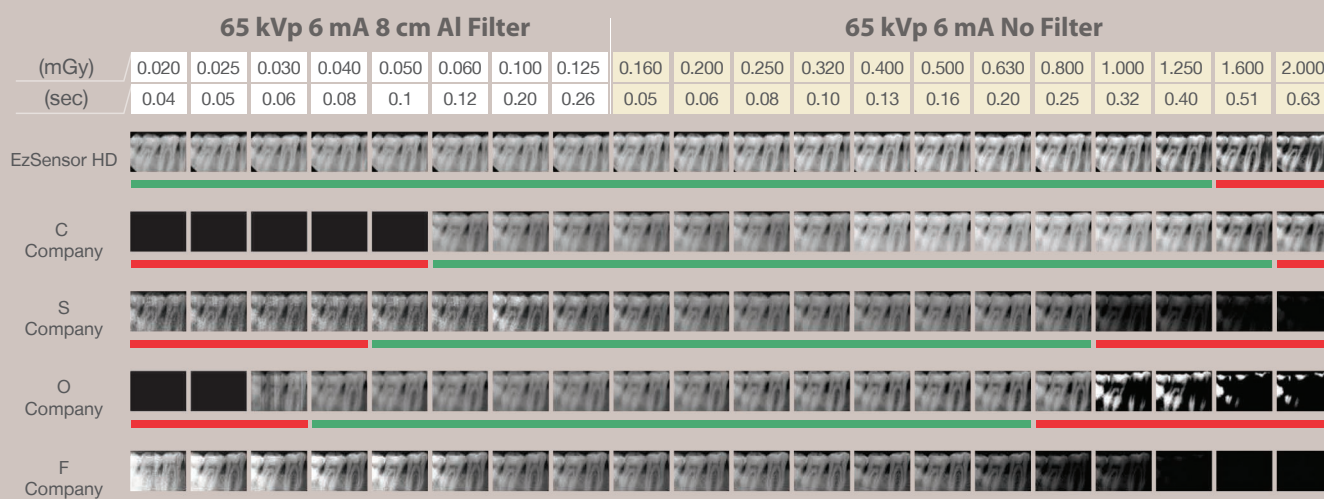 65 kVp 6 mA 8 cm Al Filter 65 kVp 6 mA No Filter
(mGy) 0.020 0.025 0.030 0.040 0.050 0.060 0.100 0.125 0.160 0.200 0.250 0.320 0.400 0.500 0.630 0.800 1.000 1.250 1.600 2.000
(sec) 0.04 0.05 0.06 0.08 0.1 0.12 0.20 0.26 0.05 0.06 0.08 0.10 0.13 0.16 0.20 0.25 0.32 0.40 0.51 0.63
EzSensor HD
C
Company
S
Company
O
Company
F
Company